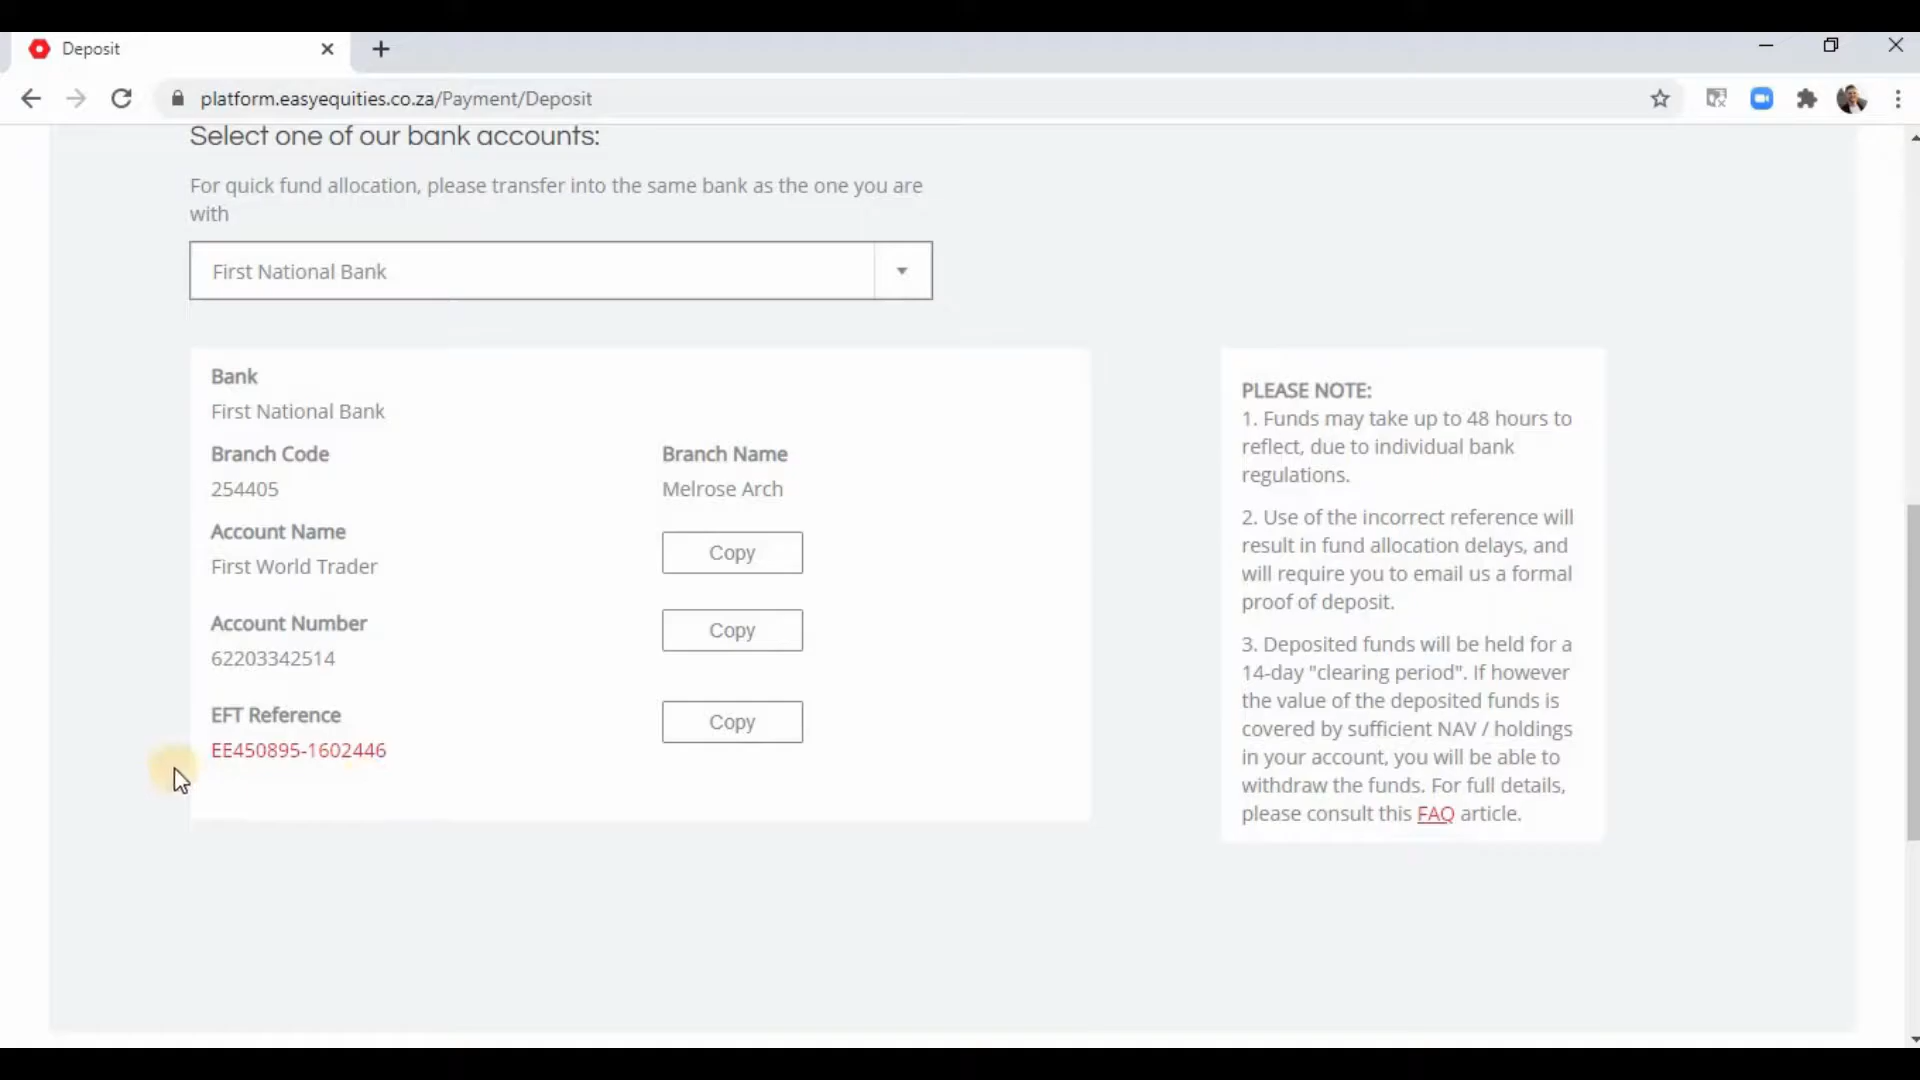 Deposit
platform.easyequities.co.za/Payment/Deposit
Select one of our bank accounts:
For quick fund allocation, please transfer into the same bank as the one you are
with
First National Bank
Bank
First National Bank
Branch Code
254405
Branch Name
Melrose Arch
Account Name
First World Trader
Copy
Account Number
62203342514
Copy
EFT Reference
EE450895-1602446
Copy
PLEASE NOTE:
1. Funds may take up to 48 hours to
reflect, due to individual bank
regulations.
2. Use of the incorrect reference will
result in fund allocation delays, and
will require you to email us a formal
proof of deposit.
3. Deposited funds will be held for a
14-day "clearing period". If however
the value of the deposited funds is
covered by sufficient NAV / holdings
in your account, you will be able to
withdraw the funds. For full details,
please consult this FAQ article.